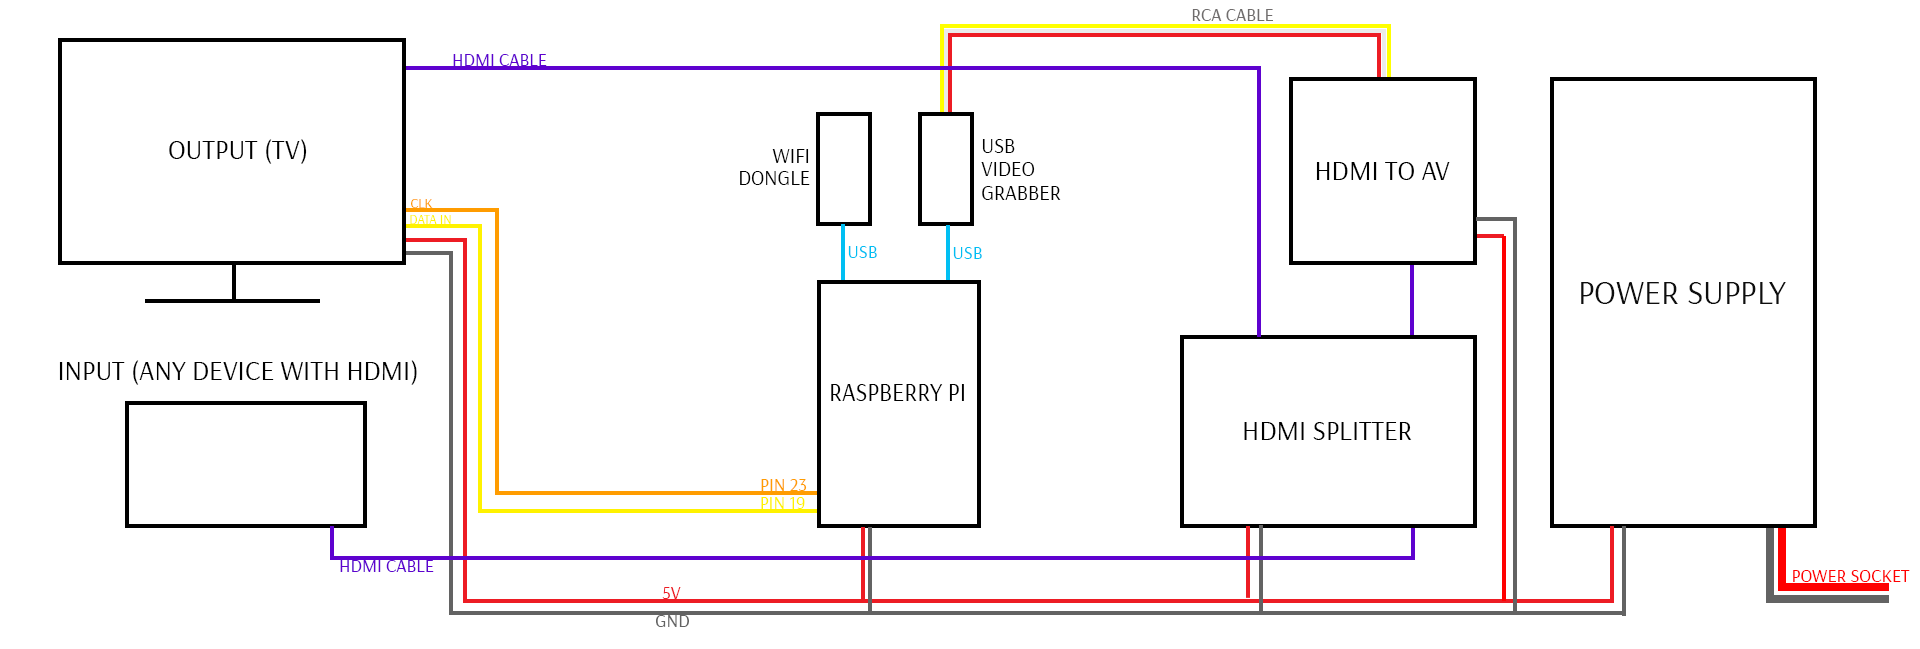 RCA CABLE
HDMI CABLE
OUTPUT (TV)
WIFI
DONGLE
USB
VIDEO
GRABBER
HDMI TO AV
CLK
DATA IN
USB
USB
POWER SUPPLY
INPUT (ANY DEVICE WITH HDMI)
RASPBERRY PI
HDMI SPLITTER
PIN 23
PIN 19
HDMI CABLE
POWER SOCKET
5V
GND